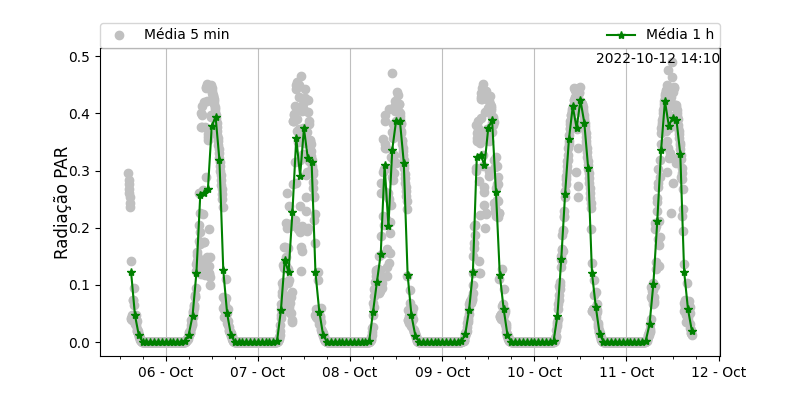 Média 5 min
Média 1 h
2022-10-12 14:10
Radiação PAR
0.5
0.4
0.3
0.2
0.1
0.0
06 - Oct
07 - Oct
08 - Oct
09 - Oct
10 - Oct
11 - Oct
12 - Oct